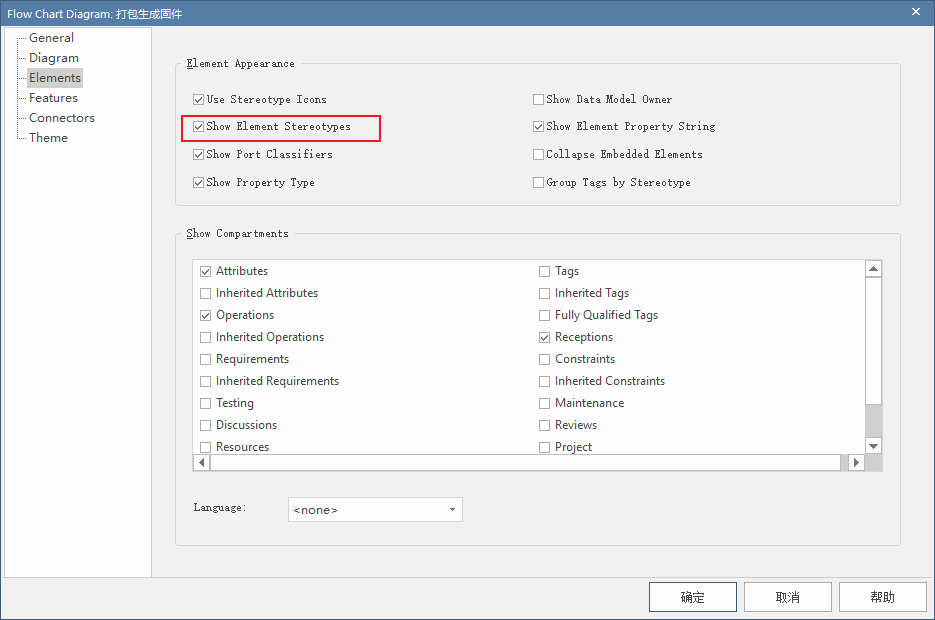 Flow Chart Diagram: 打包生成固件
General
Diagram
Elements
Features
Connectors
Theme
Element Appearance
Use Stereotype Icons
Show Data Model Owner
Show Element Stereotypes
Show Element Property String
Show Port Classifiers
Collapse Embedded Elements
Show Property Type
Group Tags by Stereotype
Show Compartments
Attributes
Tags
Inherited Attributes
Inherited Tags
Operations
Fully Qualified Tags
Inherited Operations
Receptions
Requirements
Constraints
Inherited Requirements
Inherited Constraints
Testing
Maintenance
Discussions
Reviews
Resources
Project
Language:
<none>
确定
取消
帮助